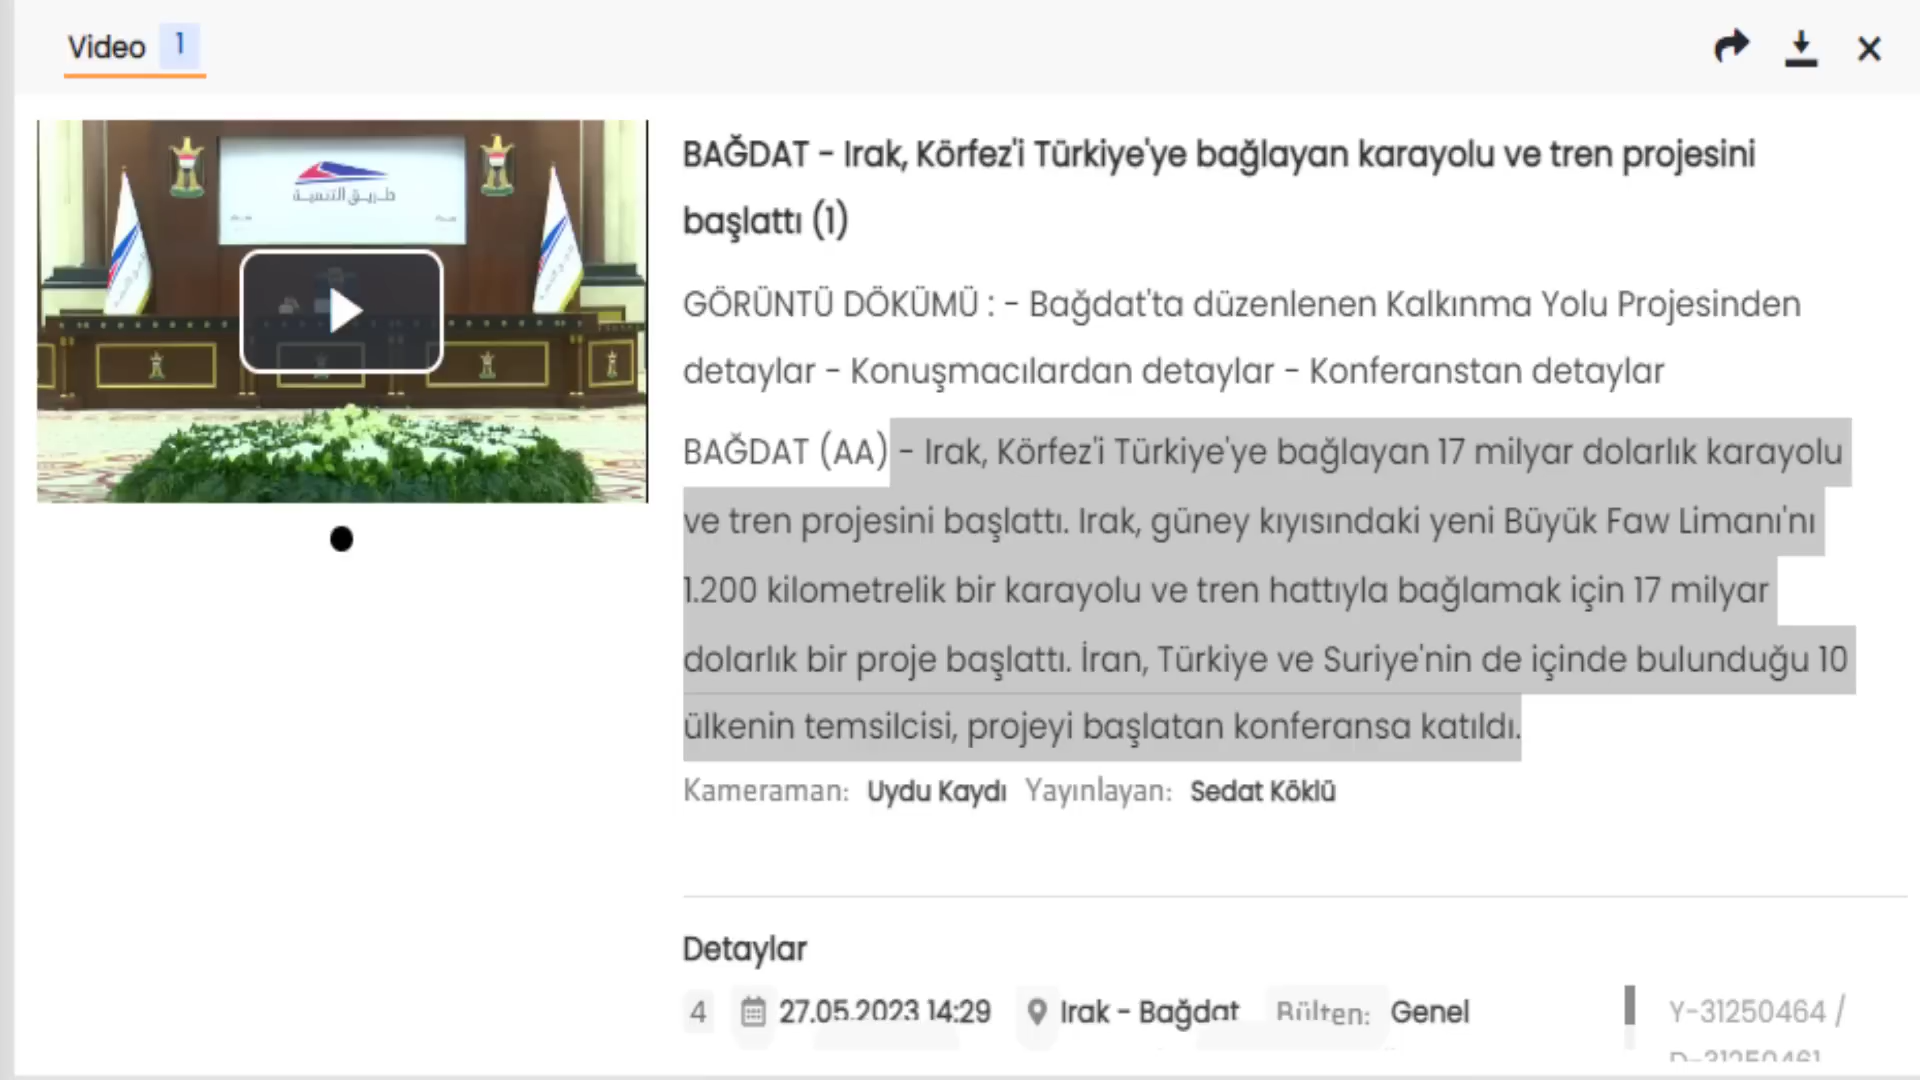 Video 1
طريق التنمية
BAĞDAT - Irak, Körfez'i Türkiye'ye bağlayan karayolu ve tren projesini
başlattı (1)
GÖRÜNTÜ DÖKÜMÜ : - Bağdat'ta düzenlenen Kalkınma Yolu Projesinden
detaylar - Konuşmacılardan detaylar - Konferanstan detaylar
BAĞDAT (AA) - Irak, Körfez'i Türkiye'ye bağlayan 17 milyar dolarlık karayolu
ve tren projesini başlattı. Irak, güney kıyısındaki yeni Büyük Faw Limanı'nı
1.200 kilometrelik bir karayolu ve tren hattıyla bağlamak için 17 milyar
dolarlık bir proje başlattı. İran, Türkiye ve Suriye'nin de içinde bulunduğu 10
ülkenin temsilcisi, projeyi başlatan konferansa katıldı.
Kameraman: Uydu Kaydı Yayınlayan: Sedat Köklü
Detaylar
4 27.05.2023 14:29 Irak - Bağdat Bülten: Genel
Y-31250464 /
D-31250461